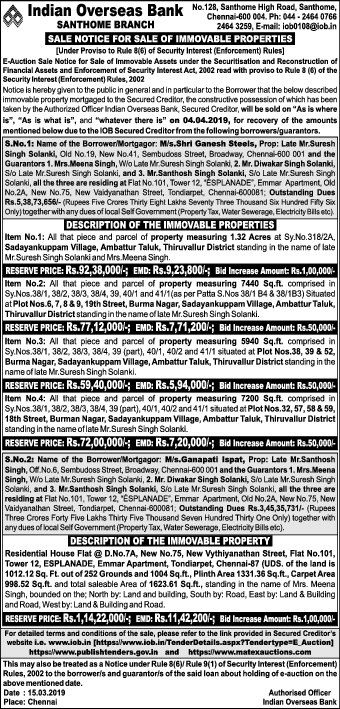 Indian Overseas Bank
SANTHOME BRANCH
No.128, Santhome High Road, Santhome,
Chennai-600 004. Ph: 044 - 2464 0766
2464 3259, E-mail: iob0108@iob.in
SALE NOTICE FOR SALE OF IMMOVABLE PROPERTIES
[Under Proviso to Rule 8(6) of Security Interest (Enforcement) Rules]
E-Auction Sale Notice for Sale of Immovable Assets under the Securitisation and Reconstruction of
Financial Assets and Enforcement of Security Interest Act, 2002 read with proviso to Rule 8 (6) of the
Security Interest (Enforcement) Rules, 2002
Notice is hereby given to the public in general and in particular to the Borrower that the below described
immovable property mortgaged to the Secured Creditor, the constructive possession of which has been
taken by the Authorized Officer Indian Overseas Bank, Secured Creditor, will be sold on "As is where
is", "As is what is", and "whatever there is" on 04.04.2019, for recovery of the amounts
mentioned below due to the IOB Secured Creditor from the following borrowers/guarantors.
S.No:1: Name of the Borrower/Mortgagor: M/s.Shri Ganesh Steels, Prop: Late Mr.Suresh
Singh Solanki, Old No.19, New No.41, Sembudoss Street, Broadway, Chennai-600 001 and the
Guarantors 1. Mrs.Meena Singh, W/o Late Mr.Suresh Singh Solanki, 2. Mr. Diwakar Singh Solanki,
S/o Late Mr.Suresh Singh Solanki, and 3. Mr.Santhosh Singh Solanki, S/o Late Mr.Suresh Singh
Solanki, all the three are residing at Flat No.101, Tower 12, "ESPLANADE", Emmar Apartment, Old
No.2A, New No.75, New Vaidyanathan Street, Tondiarpet, Chennai-600081; Outstanding Dues
Rs.5,38,73,656/- (Rupees Five Crores Thirty Eight Lakhs Seventy Three Thousand Six Hundred Fifty Six
Only) together with any dues of local Self Government (Property Tax, Water Sewerage, Electricity Bills etc).
DESCRIPTION OF THE IMMOVABLE PROPERTIES
Item No.1: All that piece and parcel of property measuring 1.32 Acres at Sy.No.318/2A,
Sadayankuppam Village, Ambattur Taluk, Thiruvallur District standing in the name of late
Mr.Suresh Singh Solanki and Mrs.Meena Singh.
RESERVE PRICE: Rs.92,38,000/-; EMD: Rs.9,23,800/-; Bid Increase Amount: Rs.1,00,000/-
Item No.2: All that piece and parcel of property measuring 7440 Sq.ft. comprised in
Sy.Nos.38/1, 38/2, 38/3, 38/4, 39, 40/1 and 41/1(as per Patta S.Nos 38/1 B4 & 38/1B3) Situated
at Plot Nos.6, 7, 8 & 9, 19th Street, Burma Nagar, Sadayankuppam Village, Ambattur Taluk,
Thiruvallur District standing in the name of late Mr.Suresh Singh Solanki.
RESERVE PRICE: Rs.77,12,000/-; EMD: Rs.7,71,200/-; Bid Increase Amount: Rs.50,000/-
Item No.3: All that piece and parcel of property measuring 5940 Sq.ft. comprised in
Sy.Nos.38/1, 38/2, 38/3, 38/4, 39 (part), 40/1, 40/2 and 41/1 situated at Plot Nos.38, 39 & 52,
Burma Nagar, Sadayankuppam Village, Ambattur Taluk, Thiruvallur District standing in the
name of late Mr.Suresh Singh Solanki.
RESERVE PRICE: Rs.59,40,000/-; EMD: Rs.5,94,000/-; Bid Increase Amount: Rs.50,000/-
Item No.4: All that piece and parcel of property measuring 7200 Sq.ft. comprised in
Sy.Nos.38/1, 38/2, 38/3, 38/4, 39 (part), 40/1, 40/2 and 41/1 situated at Plot Nos.32, 57, 58 & 59,
18th Street, Burman Nagar, Sadayankuppam Village, Ambattur Taluk, Thiruvallur District
standing in the name of late Mr.Suresh Singh Solanki.
RESERVE PRICE: Rs.72,00,000/-; EMD: Rs.7,20,000/-; Bid Increase Amount: Rs.50,000/-
S.No:2: Name of the Borrower/Mortgagor: M/s.Ganapati Ispat, Prop: Late Mr.Santhosh
Singh, Off.No.6, Sembudoss Street, Broadway, Chennai-600 001 and the Guarantors 1. Mrs.Meena
Singh, W/o Late Mr.Suresh Singh Solanki, 2. Mr. Diwakar Singh Solanki, S/o Late Mr.Suresh Singh
Solanki, and 3. Mr.Santhosh Singh Solanki, S/o Late Mr.Suresh Singh Solanki, all the three are
residing at Flat No.101, Tower 12, "ESPLANADE", Emmar Apartment, Old No.2A, New No.75, New
Vaidyanathan Street, Tondiarpet, Chennai-600081; Outstanding Dues Rs.3,45,35,731/- (Rupees
Three Crores Forty Five Lakhs Thirty Five Thousand Seven Hundred Thirty One Only) together with
any dues of local Self Government (Property Tax, Water Sewerage, Electricity Bills etc).
DESCRIPTION OF THE IMMOVABLE PROPERTY
Residential House Flat @ D.No.7A, New No.75, New Vythiyanathan Street, Flat No.101,
Tower 12, ESPLANADE, Emmar Apartment, Tondiarpet, Chennai-87 (UDS. of the land is
1012.12 Sq. Ft. out of 252 Grounds and 1004 Sq.ft., Plinth Area 1331.36 Sq.ft., Carpet Area
998.52 Sq.ft. and total saleable Area of 1623.61 Sq.ft., standing in the name of Mrs. Meena
Singh, bounded on the; North by: Land and building, South by: Road, East by: Land & Building
and Road, West by: Land & Building and Road.
RESERVE PRICE: Rs.1,14,22,000/-; EMD: Rs.11,42,200/-; Bid Increase Amount: Rs.1,00,000/-
For detailed terms and conditions of the sale, please refer to the link provided in Secured Creditor's
website i.e. www.iob.in [https://www.iob.in/TenderDetails.aspx?Tendertype=E_Auction]
https://www.publishtenders.gov.in and https://www.matexauctions.com
This may also be treated as a Notice under Rule 8(6)/ Rule 9(1) of Security Interest (Enforcement)
Rules, 2002 to the borrower/s and guarantor/s of the said loan about holding of e-auction on the
above mentioned date.
Date : 15.03.2019
Place: Chennai
Authorised Officer
Indian Overseas Bank